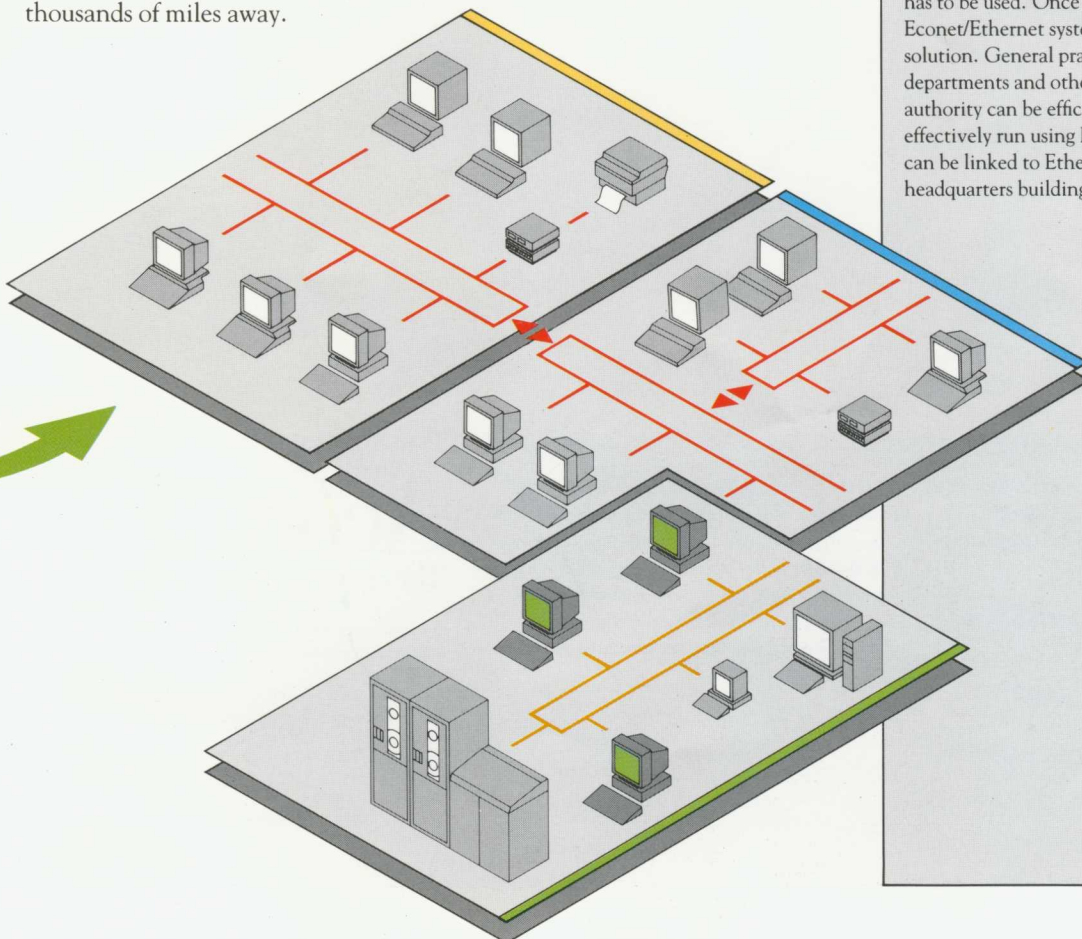 thousands of miles away.
has to be used. Once
Econet/Ethernet syste
solution. General pra
departments and othe
authority can be effic
effectively run using
can be linked to Ethe
headquarters building